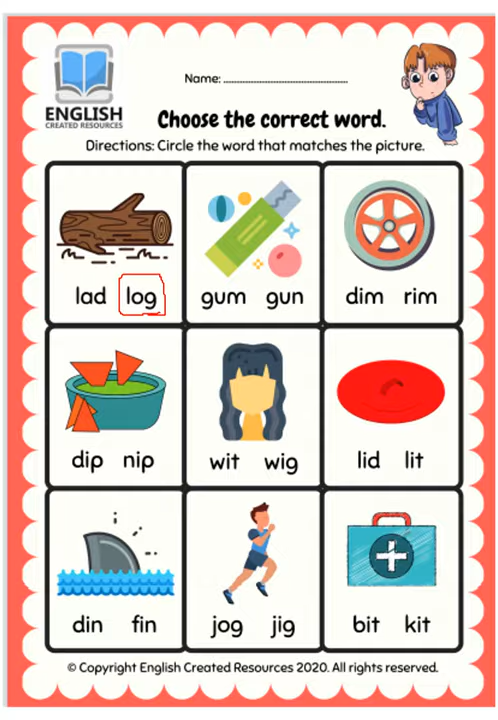 Name:
ENGLISH
CREATED RESOURCES
Choose the correct word.
Directions: Circle the word that matches the picture.
lad log
gum gun
dim rim
dip nip
wit wig
lid lit
din fin
jog jig
bit kit
© Copyright English Created Resources 2020. All rights reserved.